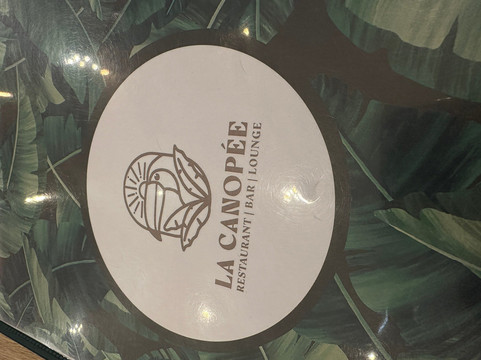 LA CANOPÉE
RESTAURANT | BAR | LOUNGE